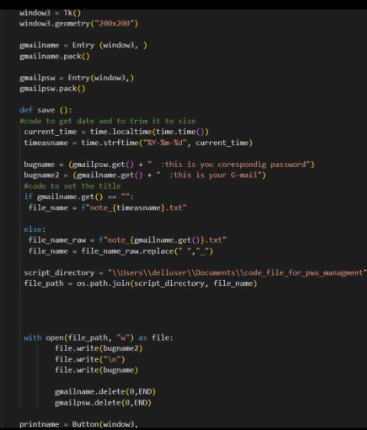 window3 = Tk()
window3.geometry("200x200")
gmailname = Entry (window3, )
gmailname.pack()
gmailpsw = Entry(window3,)
gmailpsw.pack()
def save ():
#code to get date and to trim it to size
current_time = time.localtime(time.time())
timeasname = time.strftime("%Y-%m-%d", current_time)
bugname = (gmailpsw.get() + "  :this is you corespondig password")
bugname2 = (gmailname.get() + "  :this is your G-mail")
#code to set the title
if gmailname.get() == "":
file_name = f"note_{timeasname}.txt"
else:
file_name_raw = f"note_{gmailname.get()}.txt"
file_name = file_name_raw.replace(" ","_")
script_directory = "\\Users\\delluser\\Documents\\code_file_for_pws_managment"
file_path = os.path.join(script_directory, file_name)
with open(file_path, "w") as file:
file.write(bugname2)
file.write("\n")
file.write(bugname)
gmailname.delete(0,END)
gmailpsw.delete(0,END)
printname = Button(window3,